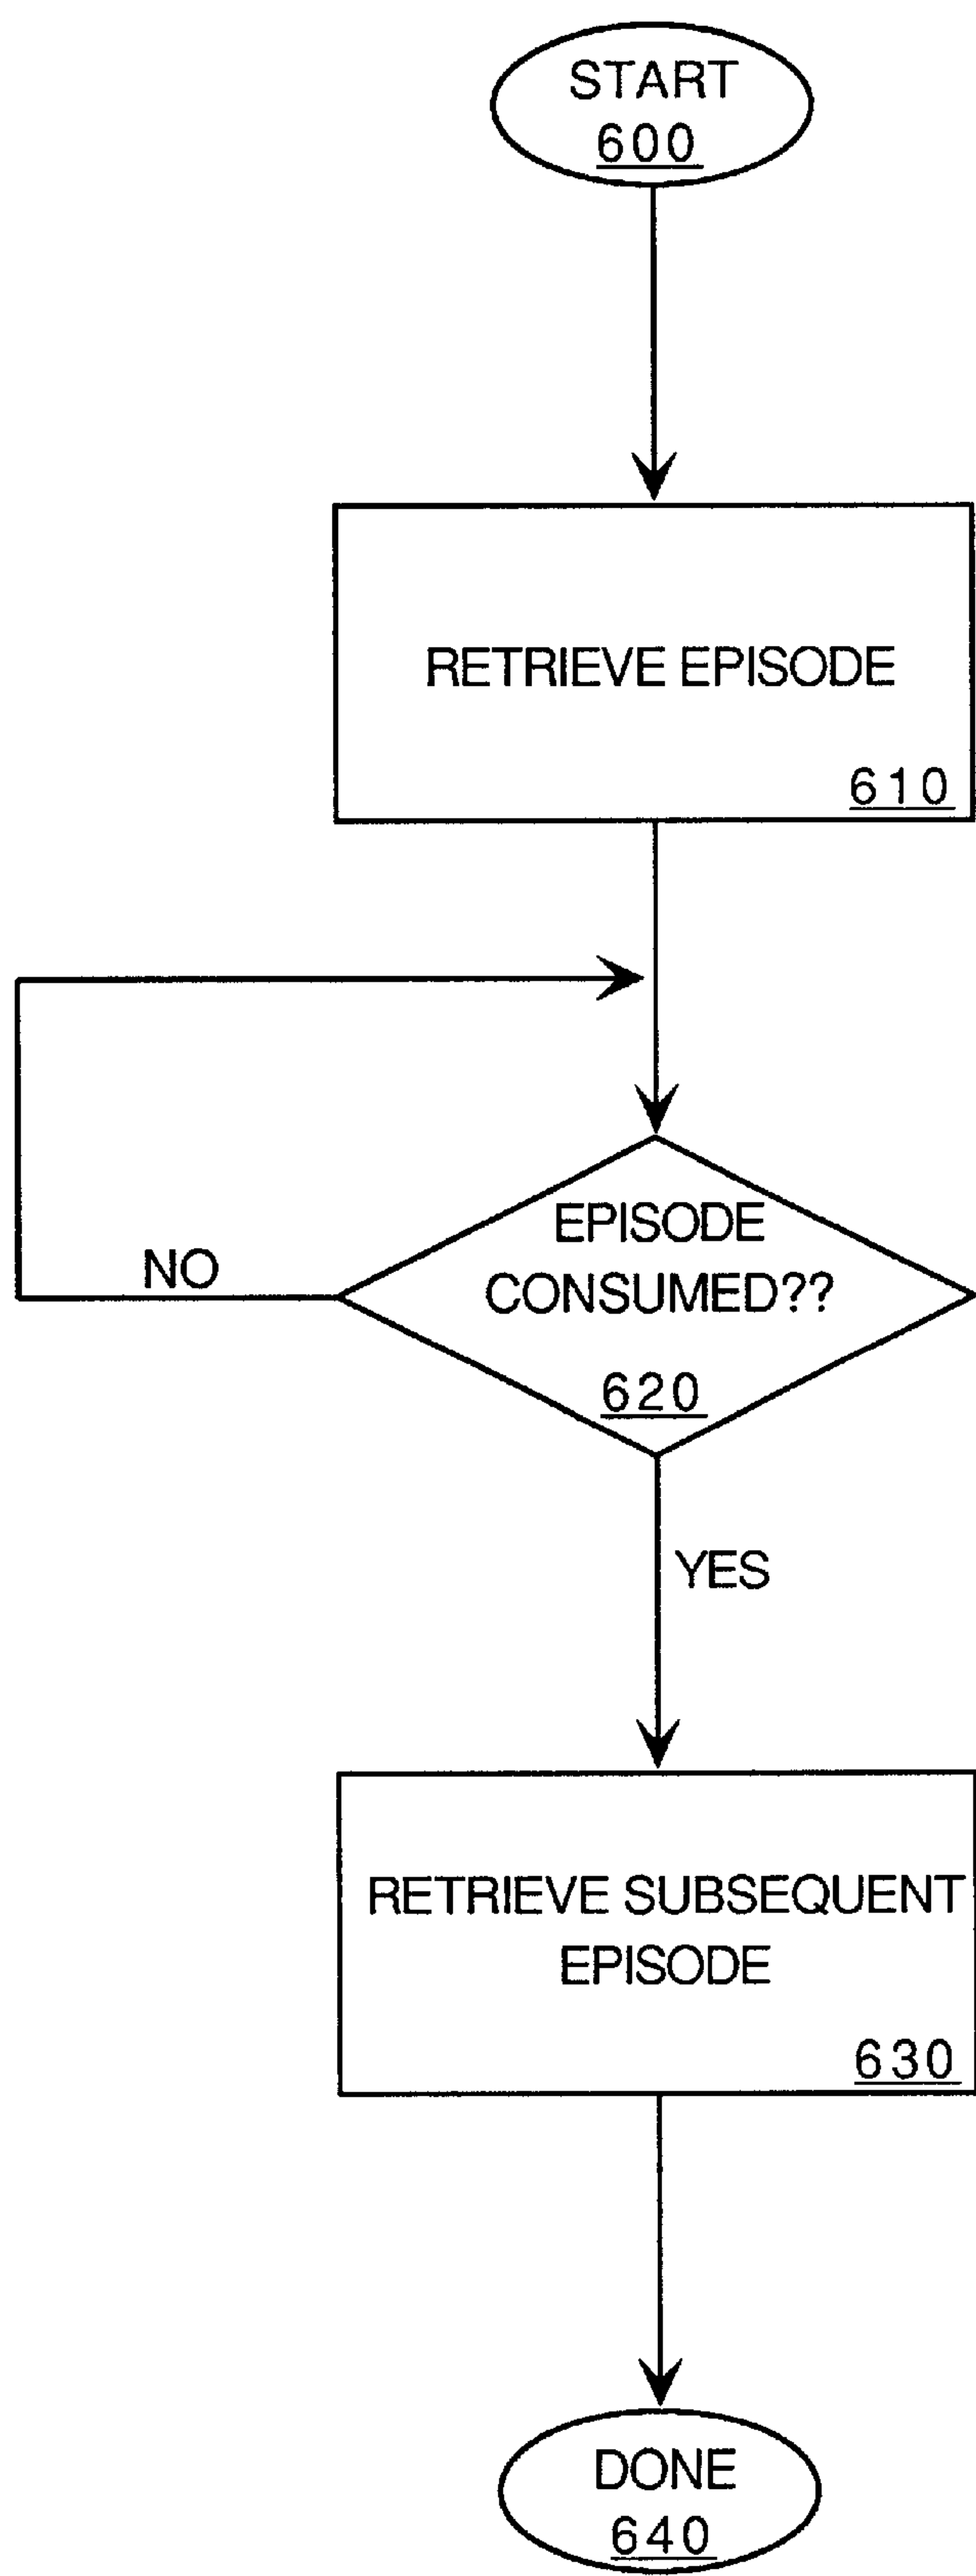 START
600
RETRIEVE EPISODE
610
EPISODE
CONSUMED??
620
NO
YES
RETRIEVE SUBSEQUENT
EPISODE
630
DONE
640